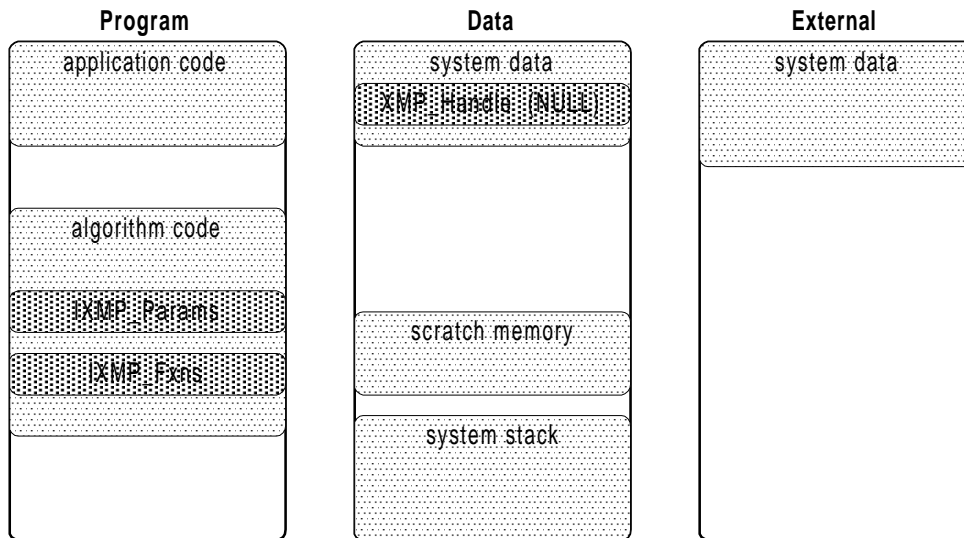 Program
application code
algorithm code
IXMP_Params
IXMP_Fxns
Data
system data
XMP_Handle (NULL)
scratch memory
system stack
External
system data